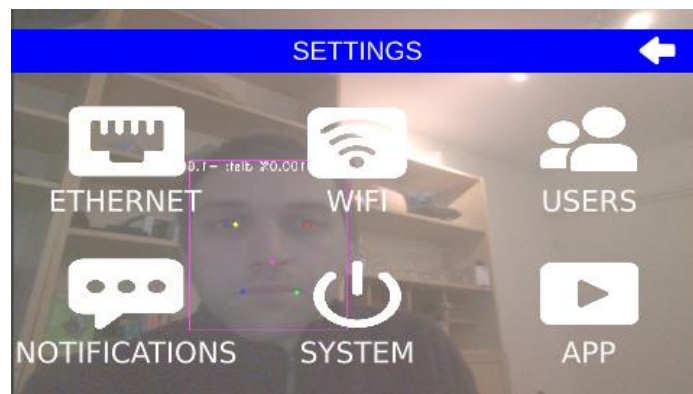 SETTINGS
ETHERNET
WIFI
USERS
NOTIFICATIONS
SYSTEM
APP